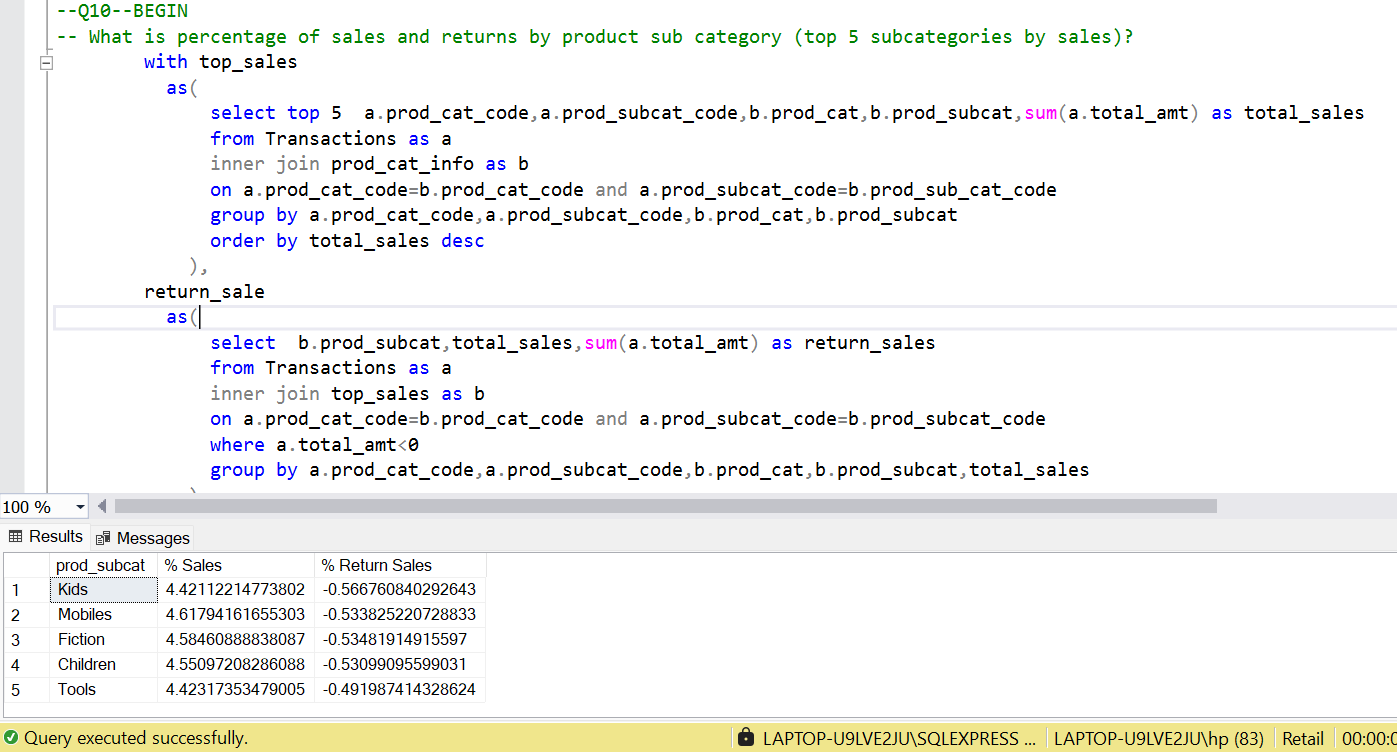 --Q10--BEGIN
-- What is percentage of sales and returns by product sub category (top 5 subcategories by sales)?
with top_sales
as(
select top 5  a.prod_cat_code,a.prod_subcat_code,b.prod_cat,b.prod_subcat,sum(a.total_amt) as total_sales
from Transactions as a
inner join prod_cat_info as b
on a.prod_cat_code=b.prod_cat_code and a.prod_subcat_code=b.prod_sub_cat_code
group by a.prod_cat_code,a.prod_subcat_code,b.prod_cat,b.prod_subcat
order by total_sales desc
),
return_sale
as(
select  b.prod_subcat,total_sales,sum(a.total_amt) as return_sales
from Transactions as a
inner join top_sales as b
on a.prod_cat_code=b.prod_cat_code and a.prod_subcat_code=b.prod_subcat_code
where a.total_amt<0
group by a.prod_cat_code,a.prod_subcat_code,b.prod_cat,b.prod_subcat,total_sales
100 %
Results Messages
prod_subcat % Sales % Return Sales
1 Kids 4.42112214773802 -0.566760840292643
2 Mobiles 4.61794161655303 -0.533825220728833
3 Fiction 4.58460888838087 -0.53481914915597
4 Children 4.55097208286088 -0.53099095599031
5 Tools 4.42317353479005 -0.491987414328624
Query executed successfully. LAPTOP-U9LVE2JU\SQLEXPRESS ... LAPTOP-U9LVE2JU\hp (83) Retail 00:00:0